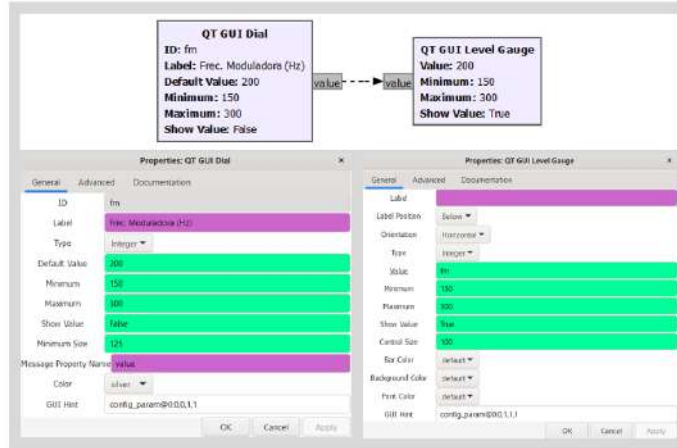 QT GUI Dial
ID: fm
Label: Frec. Moduladora (Hz)
Default Value: 200
Minimum: 150
Maximum: 300
Show Value: False
value
value
QT GUI Level Gauge
Value: 200
Minimum: 150
Maximum: 300
Show Value: True
Properties: QT GUI Dial
General Advanced Documentation
ID fm
Label Frec. Moduladora (Hz)
Type Integer
Default Value 200
Minimum 150
Maximum 300
Show Value False
Minimum Size 125
Message Property Name value
Color silver
GUI Hint config_param@0,0,1,1
OK Cancel Apply
Properties: QT GUI Level Gauge
General Advanced Documentation
Label
Label Position Below
Orientation Horizontal
Type Integer
Value fm
Minimum 150
Maximum 300
Show Value True
Control Size 100
Bar Color default
Background Color default
Font Color default
GUI Hint
OK Cancel Apply